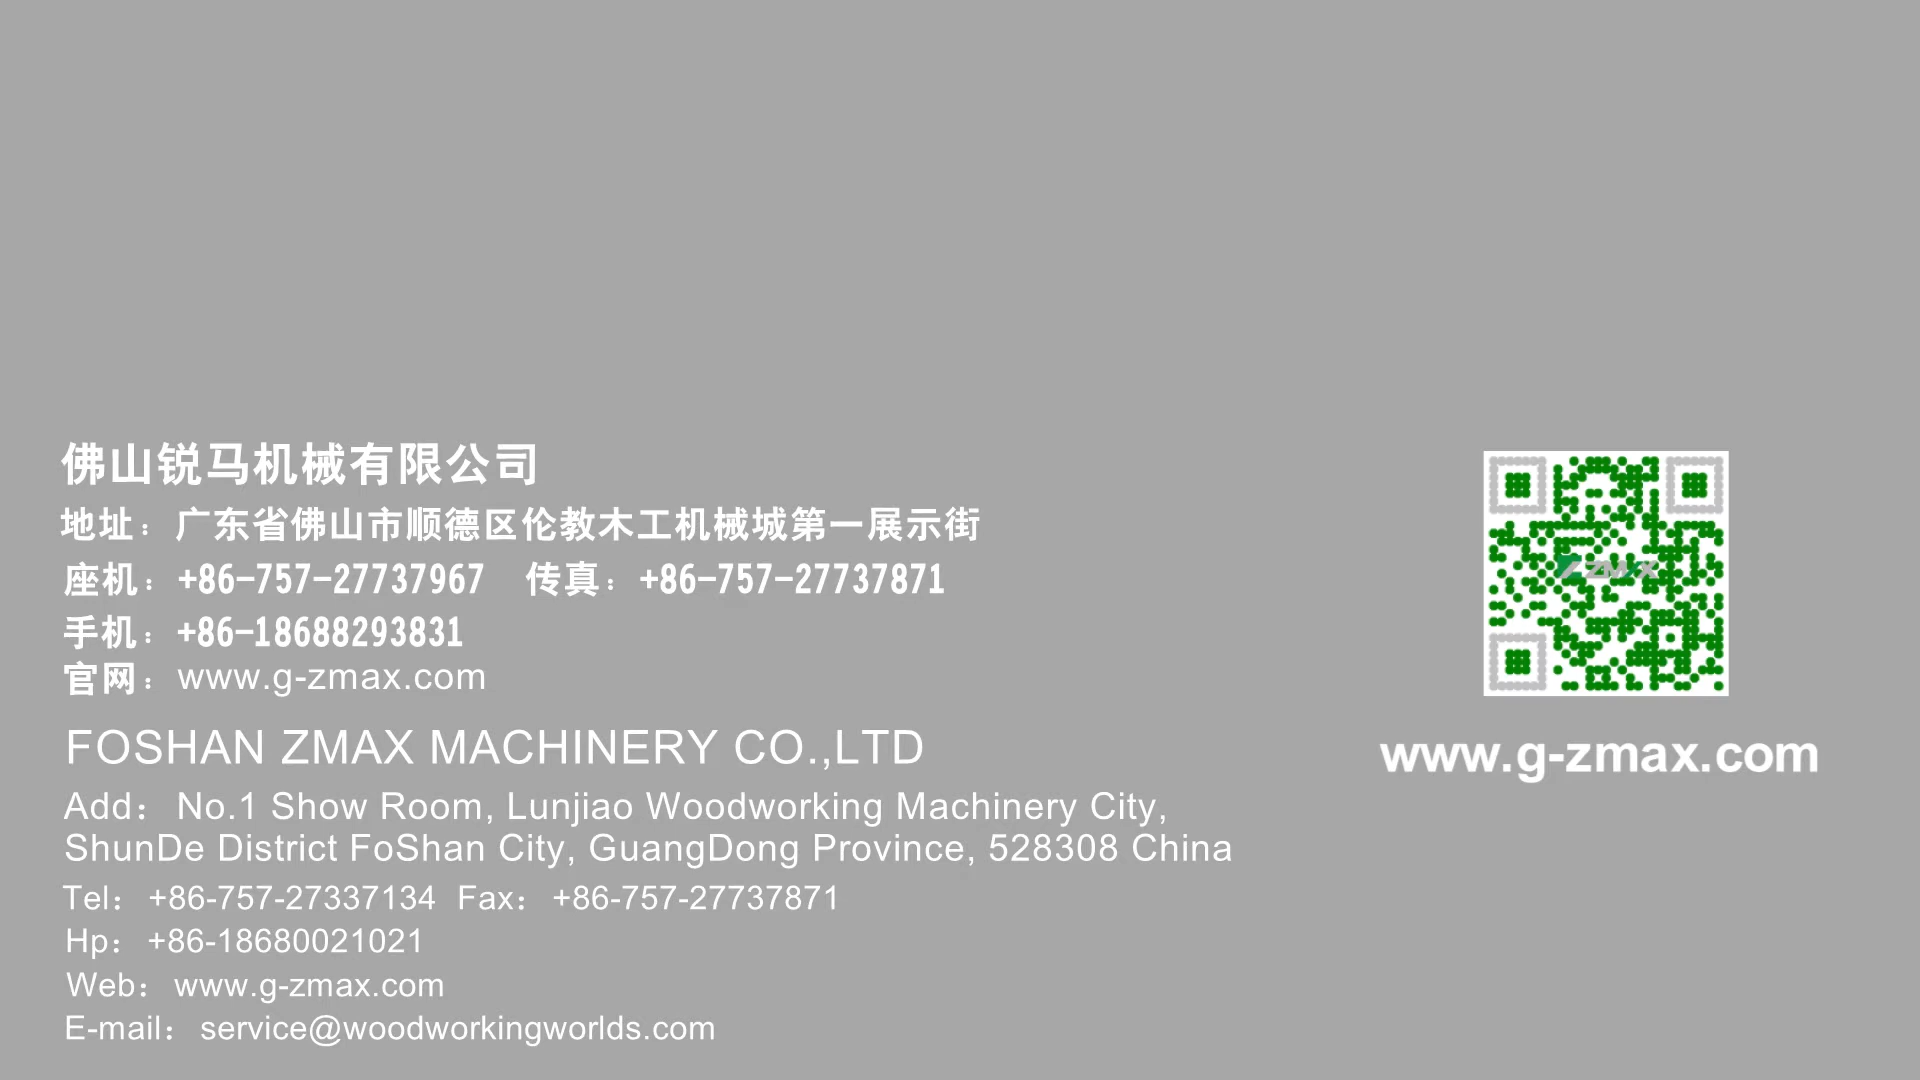 佛山锐马机械有限公司
地址：广东省佛山市顺德区伦教木工机械城第一展示街
座机：+86-757-27737967 传真：+86-757-27737871
手机：+86-18688293831
官网：www.g-zmax.com
FOSHAN ZMAX MACHINERY CO.,LTD
Add： No.1 Show Room, Lunjiao Woodworking Machinery City,
ShunDe District FoShan City, GuangDong Province, 528308 China
Tel： +86-757-27337134 Fax： +86-757-27737871
Hp： +86-18680021021
Web： www.g-zmax.com
E-mail： service@woodworkingworlds.com
ZMAX
www.g-zmax.com